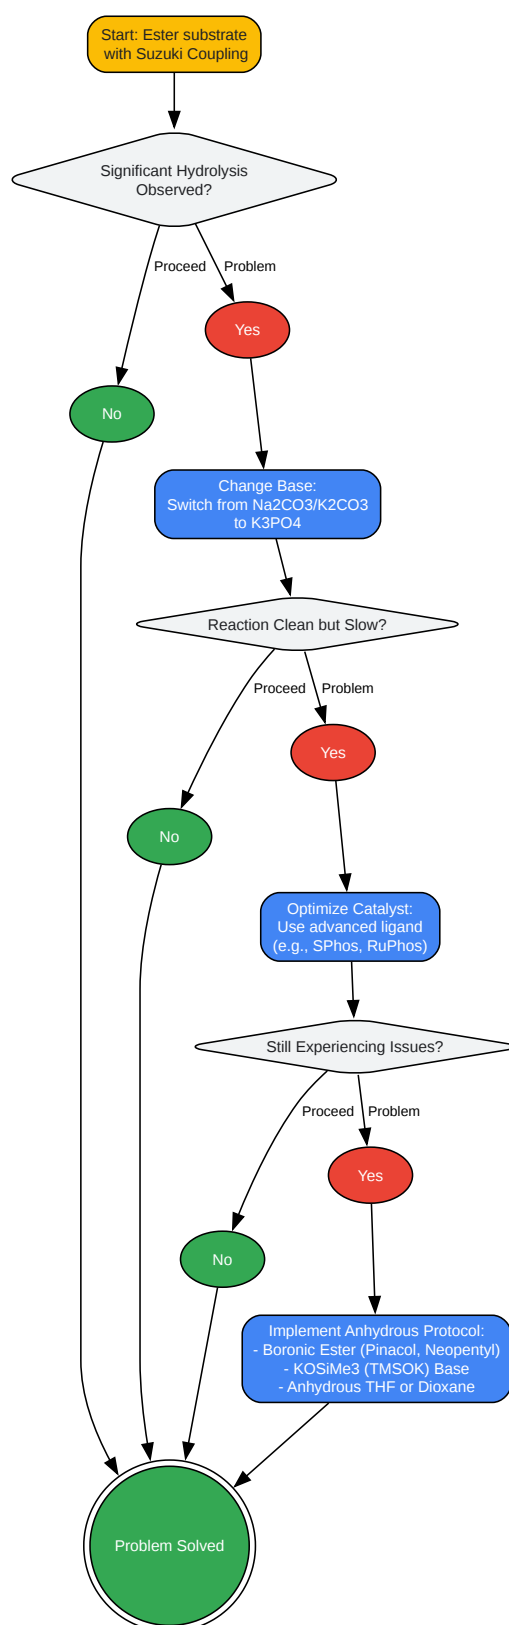 Start: Ester substrate
with Suzuki Coupling
Significant Hydrolysis
Observed?
Proceed
Problem
Yes
No
Change Base:
Switch from Na2CO3/K2CO3
to K3PO4
Reaction Clean but Slow?
Proceed
Problem
Yes
No
Optimize Catalyst:
Use advanced ligand
(e.g., SPhos, RuPhos)
Still Experiencing Issues?
Proceed
Problem
Yes
No
Implement Anhydrous Protocol:
- Boronic Ester (Pinacol, Neopentyl)
- KOSiMe3 (TMSOK) Base
- Anhydrous THF or Dioxane
Problem Solved